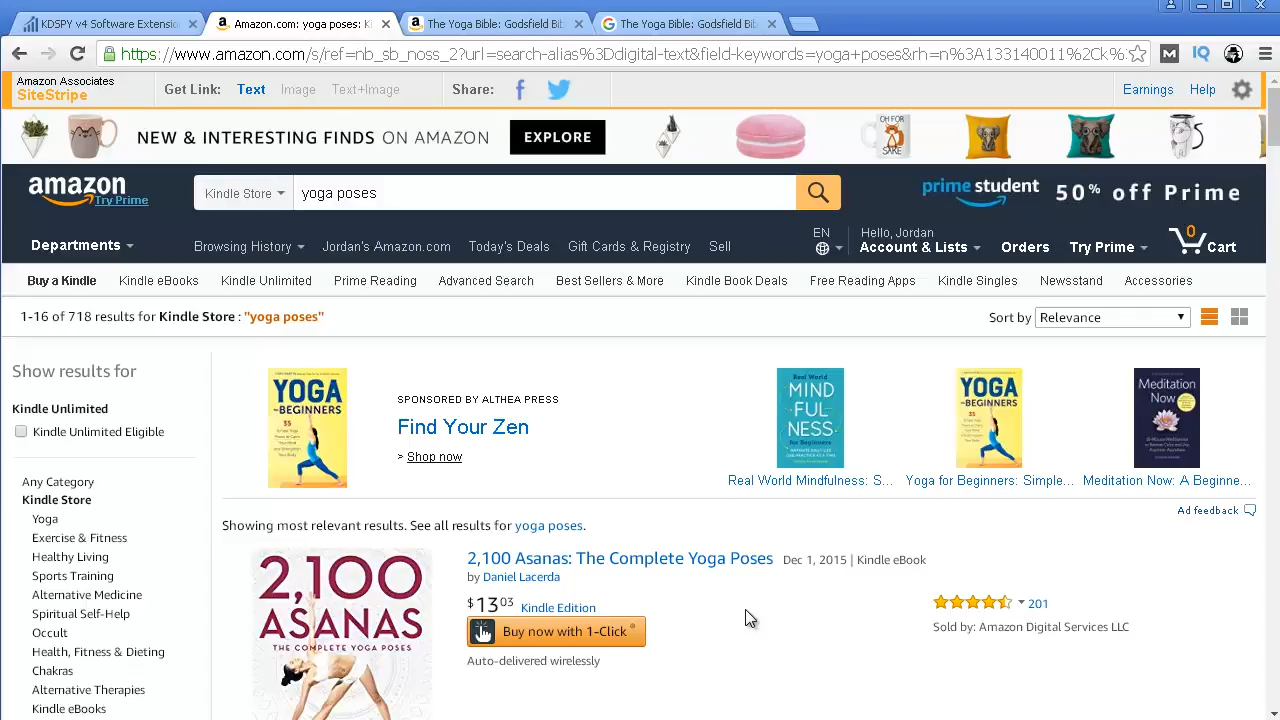 KDSPY v4 Software Extension
Amazon.com: yoga poses: Ki
The Yoga Bible: Godsfield Bib
The Yoga Bible: Godsfield Bib
https://www.amazon.com/s/ref=nb_sb_noss_2?url=search-alias%3Ddigital-text&field-keywords=yoga+poses&rh=n%3A133140011%2Ck%
Amazon Associates
SiteStripe
Get Link: Text Image Text+Image Share: Earnings Help
NEW & INTERESTING FINDS ON AMAZON EXPLORE
OH FOR
SAKE
amazon
Try Prime
Kindle Store yoga poses
prime student 50% off Prime
Departments
Browsing History Jordan's Amazon.com Today's Deals Gift Cards & Registry Sell
EN
Hello, Jordan
Account & Lists Orders Try Prime 0 Cart
Buy a Kindle Kindle eBooks Kindle Unlimited Prime Reading Advanced Search Best Sellers & More Kindle Book Deals Free Reading Apps Kindle Singles Newsstand Accessories
1-16 of 718 results for Kindle Store : "yoga poses"
Sort by Relevance
Show results for
Kindle Unlimited
Kindle Unlimited Eligible
Any Category
Kindle Store
Yoga
Exercise & Fitness
Healthy Living
Sports Training
Alternative Medicine
Spiritual Self-Help
Occult
Health, Fitness & Dieting
Chakras
Alternative Therapies
Kindle eBooks
YOGA
for BEGINNERS
35
SPONSORED BY ALTHEA PRESS
Find Your Zen
» Shop now
Real World
MIND
FUL
NESS
for Beginners
YOGA
for BEGINNERS
35
Meditation
Now
Real World Mindfulness: S...
Yoga for Beginners: Simple...
Meditation Now: A Beginne...
Ad feedback
Showing most relevant results. See all results for yoga poses.
2,100
ASANAS
THE COMPLETE YOGA POSES
2,100 Asanas: The Complete Yoga Poses Dec 1, 2015 | Kindle eBook
by Daniel Lacerda
$13 03 Kindle Edition
Buy now with 1-Click ®
Auto-delivered wirelessly
201
Sold by: Amazon Digital Services LLC